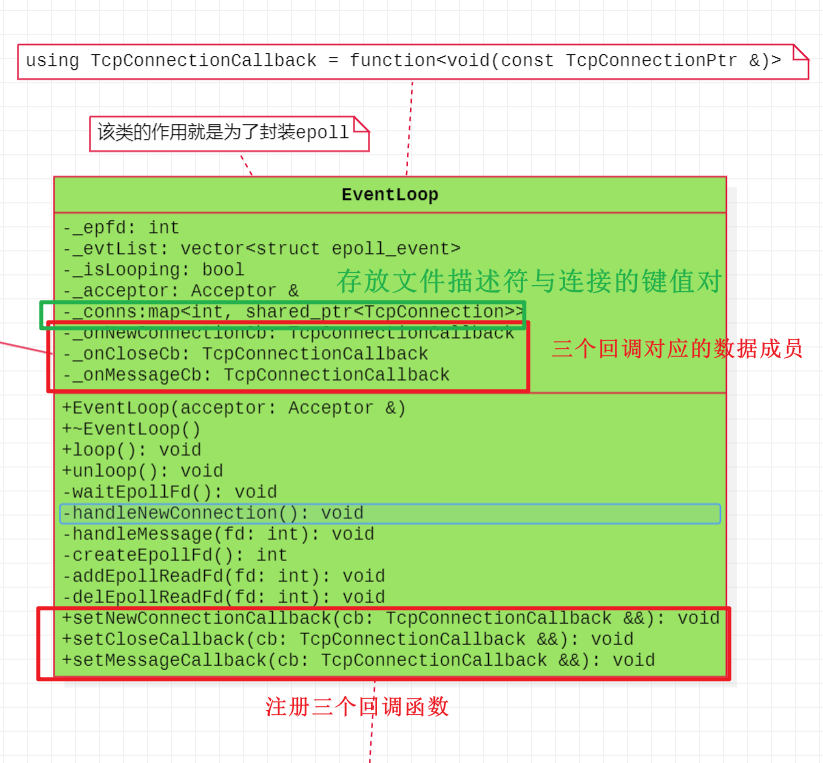 using TcpConnectionCallback = function<void(const TcpConnectionPtr &)>
该类的作用就是为了封装epoll
EventLoop
-_epfd: int
-_evtList: vector<struct epoll_event>
-_isLooping: bool
-_acceptor: Acceptor &
存放文件描述符与连接的键值对
-_conns:map<int, shared_ptr<TcpConnection>>
-_onNewConnectionCb: TcpConnectionCallback
-_onCloseCb: TcpConnectionCallback
三个回调对应的数据成员
-_onMessageCb: TcpConnectionCallback
+EventLoop(acceptor: Acceptor &)
+~EventLoop()
+loop(): void
+unloop(): void
-waitEpollFd(): void
-handleNewConnection(): void
-handleMessage(fd: int): void
-createEpollFd(): int
-addEpollReadFd(fd: int): void
-delEpollReadFd(fd: int): void
+setNewConnectionCallback(cb: TcpConnectionCallback &&): void
+setCloseCallback(cb: TcpConnectionCallback &&): void
+setMessageCallback(cb: TcpConnectionCallback &&): void
注册三个回调函数